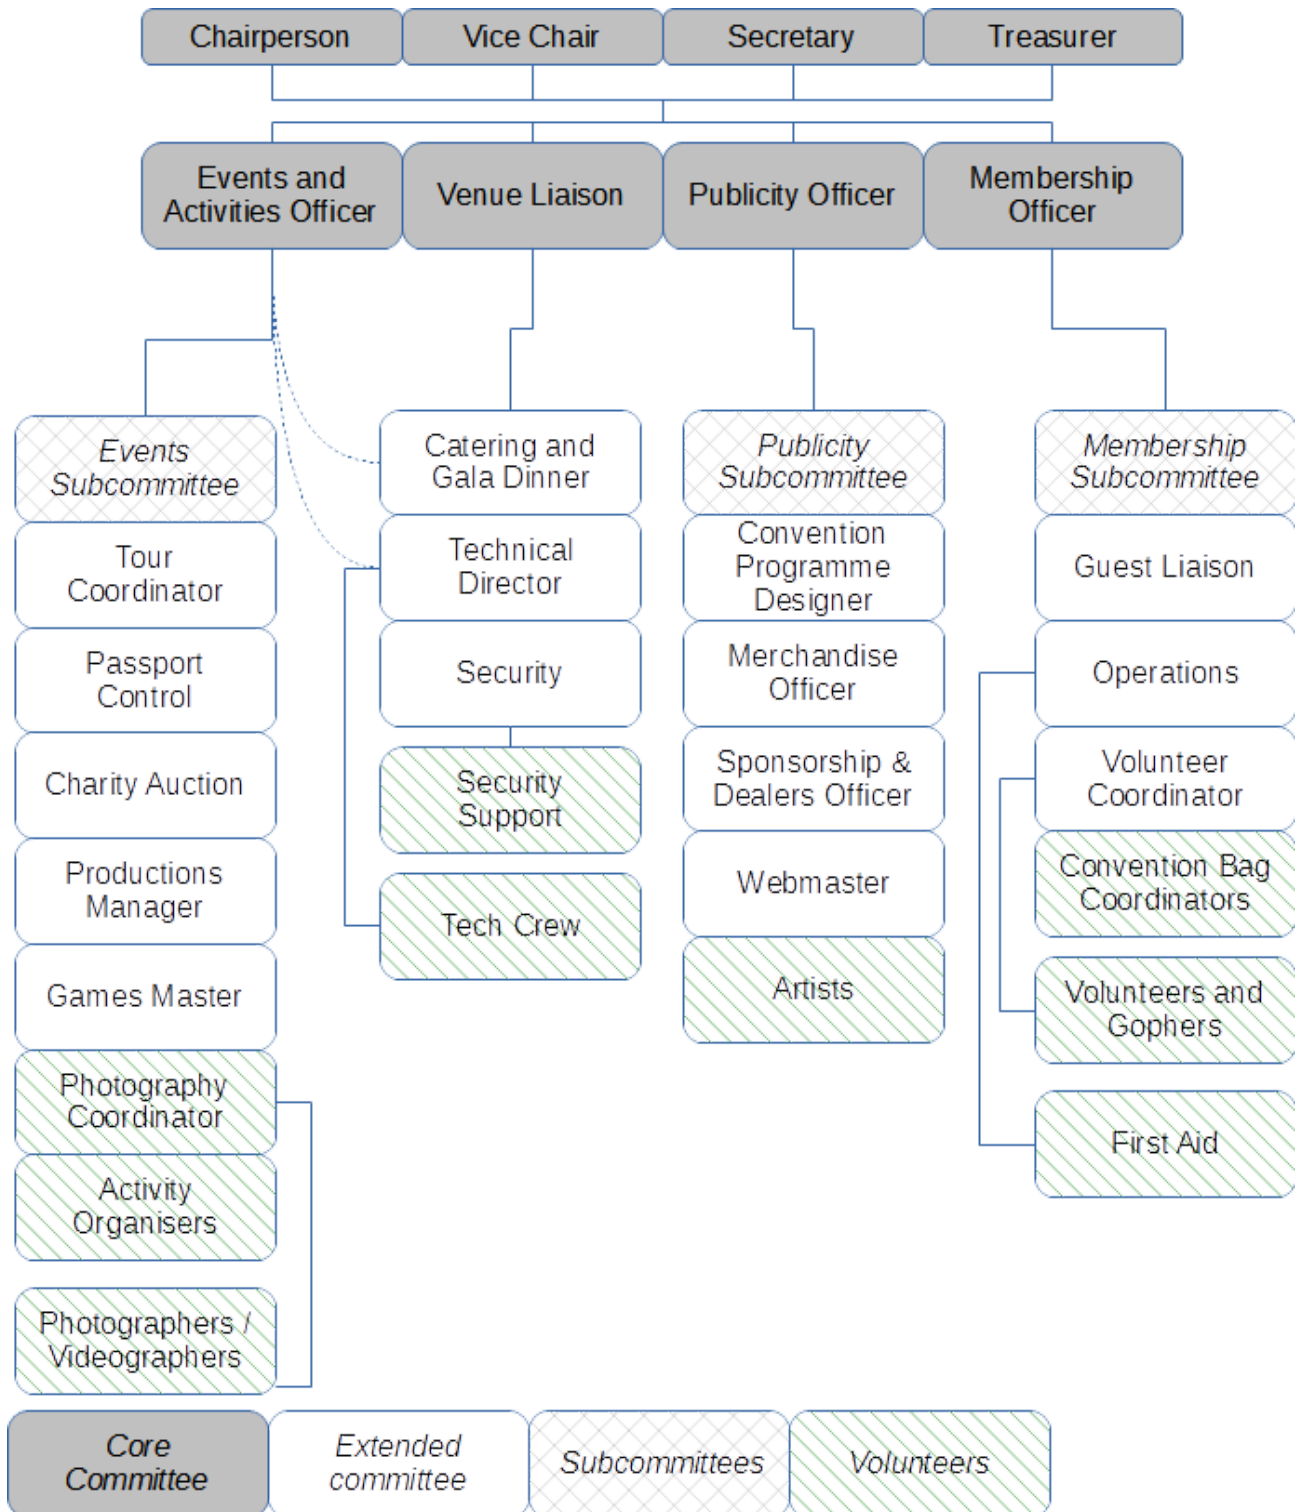 Chairperson
Vice Chair
Secretary
Treasurer
Events and
Activities Officer
Venue Liaison
Publicity Officer
Membership
Officer
Events
Subcommittee
Tour
Coordinator
Passport
Control
Charity Auction
Productions
Manager
Games Master
Photography
Coordinator
Activity
Organisers
Photographers /
Videographers
Catering and
Gala Dinner
Technical
Director
Security
Security
Support
Tech Crew
Publicity
Subcommittee
Convention
Programme
Designer
Merchandise
Officer
Sponsorship &
Dealers Officer
Webmaster
Artists
Membership
Subcommittee
Guest Liaison
Operations
Volunteer
Coordinator
Convention Bag
Coordinators
Volunteers and
Gophers
First Aid
Core
Committee
Extended
committee
Subcommittees
Volunteers